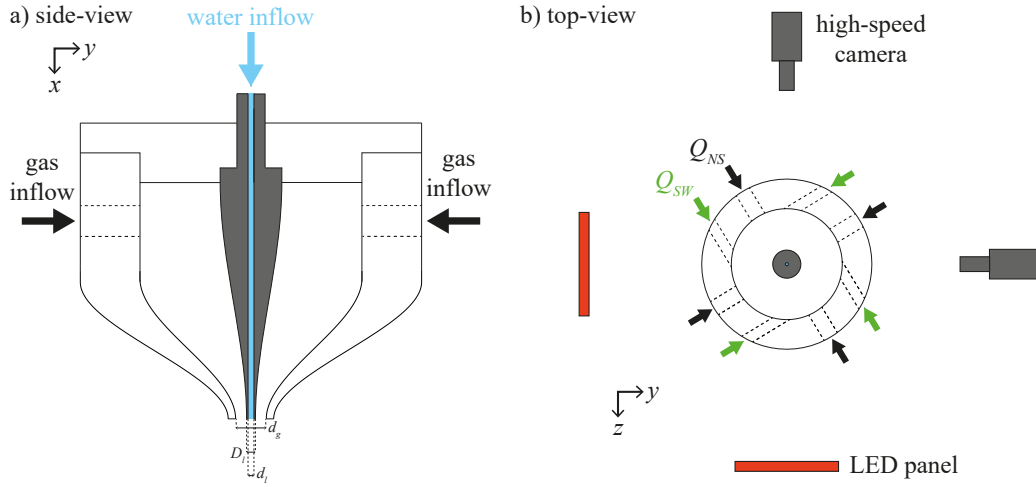 a) side-view
water inflow
y
x
gas
inflow
gas
inflow
d_g
D_l
d_l
b) top-view
high-speed
camera
Q_NS
Q_SW
y
z
LED panel